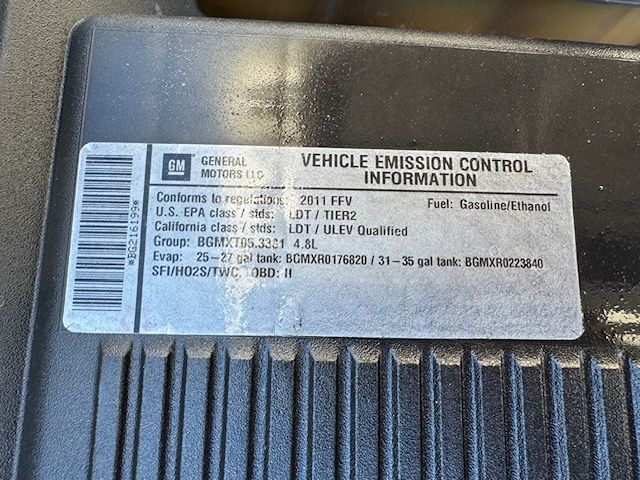 *BG216199*
GM
GENERAL
MOTORS LLC
VEHICLE EMISSION CONTROL
INFORMATION
Conforms to regulations: 2011 FFV
Fuel: Gasoline/Ethanol
U.S. EPA class / stds: LDT / TIER2
California class / stds: LDT / ULEV Qualified
Group: 4.8L
Evap: 25-27 gal tank: BGMXR0176820 / 31-35 gal tank: BGMXR0223840
SFI/HO2S/TWC, OBD: II